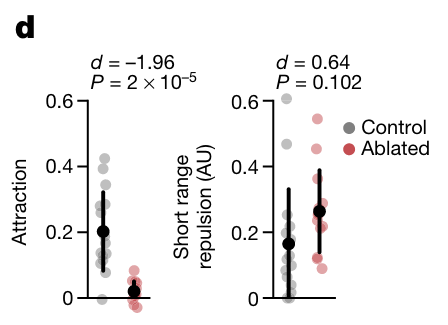 d
d = –1.96
P = 2 × 10⁻⁵
0.6
0.4
0.2
0
Attraction
d = 0.64
P = 0.102
0.6
0.4
0.2
0
Short range
repulsion (AU)
Control
Ablated